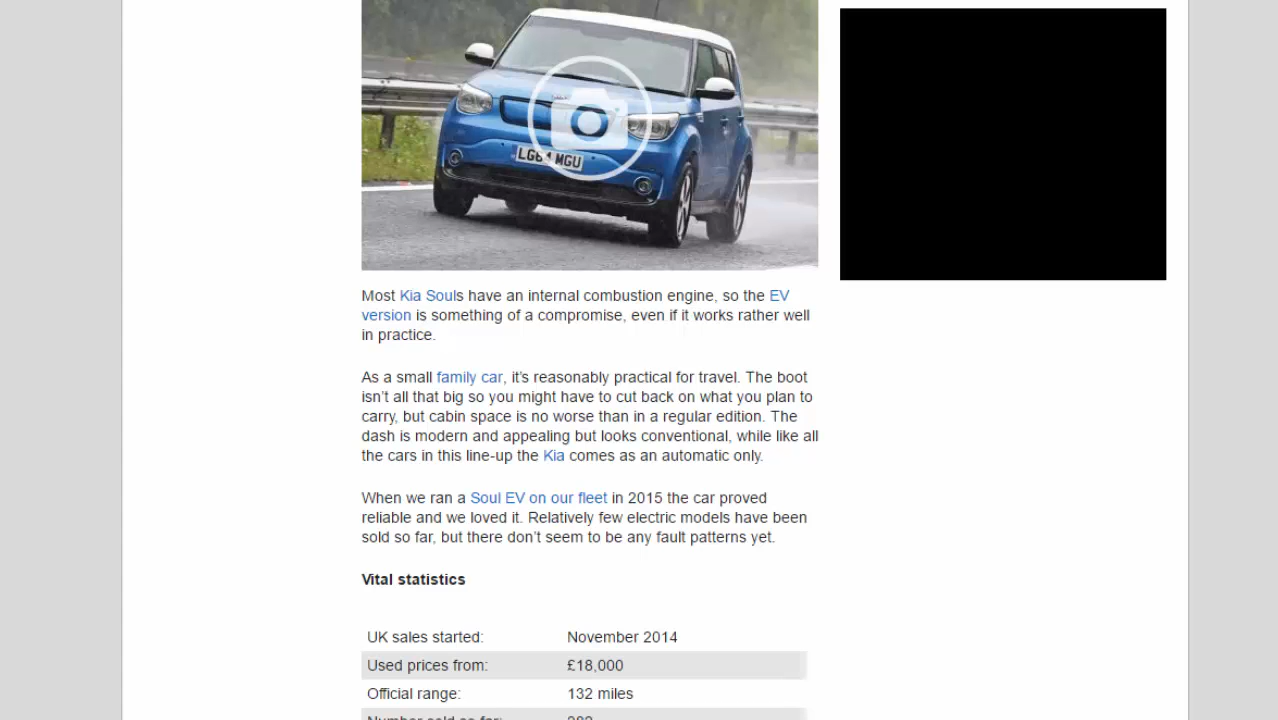 LG64 MGU
Most Kia Souls have an internal combustion engine, so the EV
version is something of a compromise, even if it works rather well
in practice.
As a small family car, it’s reasonably practical for travel. The boot
isn’t all that big so you might have to cut back on what you plan to
carry, but cabin space is no worse than in a regular edition. The
dash is modern and appealing but looks conventional, while like all
the cars in this line-up the Kia comes as an automatic only.
When we ran a Soul EV on our fleet in 2015 the car proved
reliable and we loved it. Relatively few electric models have been
sold so far, but there don’t seem to be any fault patterns yet.
Vital statistics
UK sales started: November 2014
Used prices from: £18,000
Official range: 132 miles
Number sold so far: